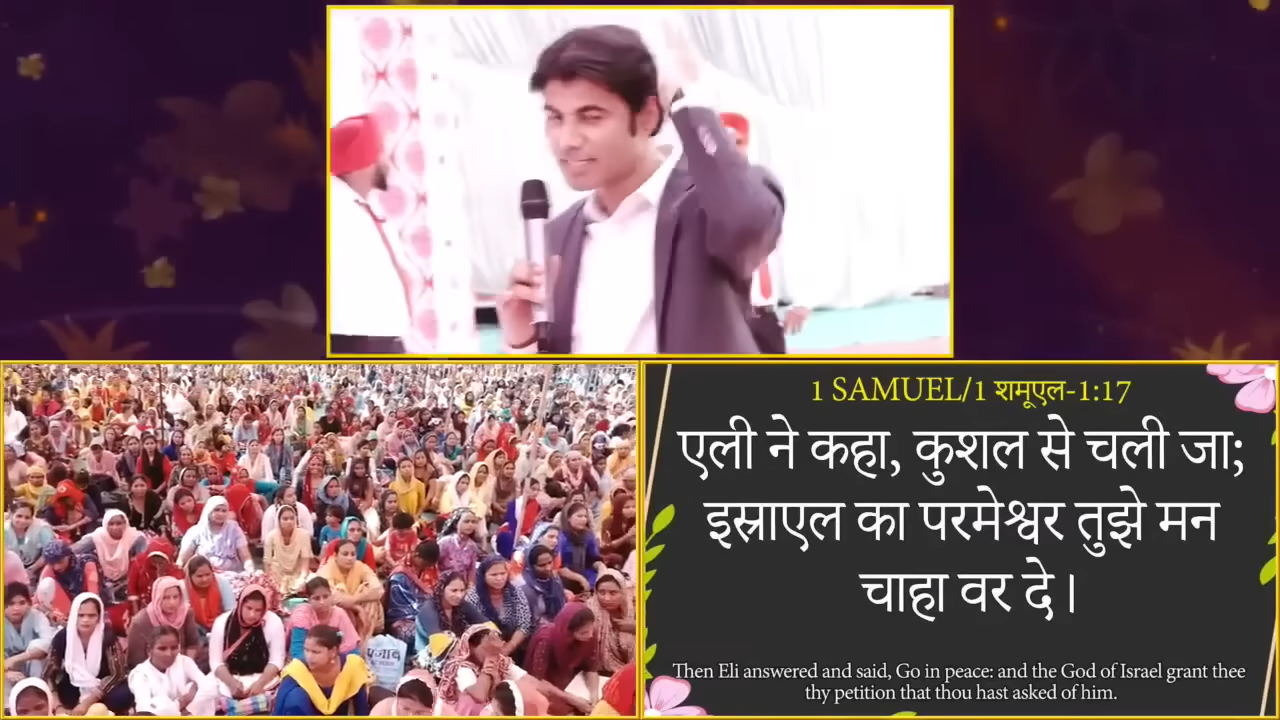 1 SAMUEL/1 शमूएल-1:17
एली ने कहा, कुशल से चली जा;
इस्राएल का परमेश्वर तुझे मन
चाहा वर दे।
Then Eli answered and said, Go in peace: and the God of Israel grant thee
thy petition that thou hast asked of him.
पंजाब